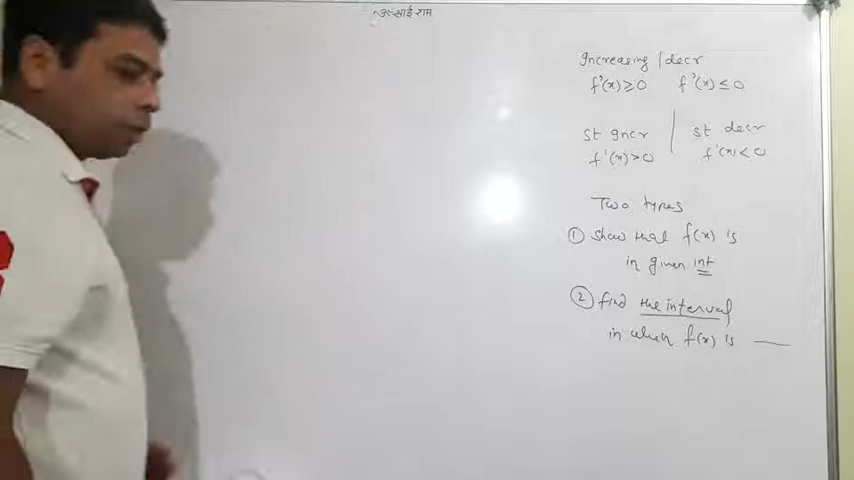 ॐ साई राम
Increasing / decr
f'(x) ≥ 0 f'(x) ≤ 0
st Incr | st decr
f'(x) > 0 f'(x) < 0
Two types
① Show that f(x) is
in given int
② find the interval
in which f(x) is ___